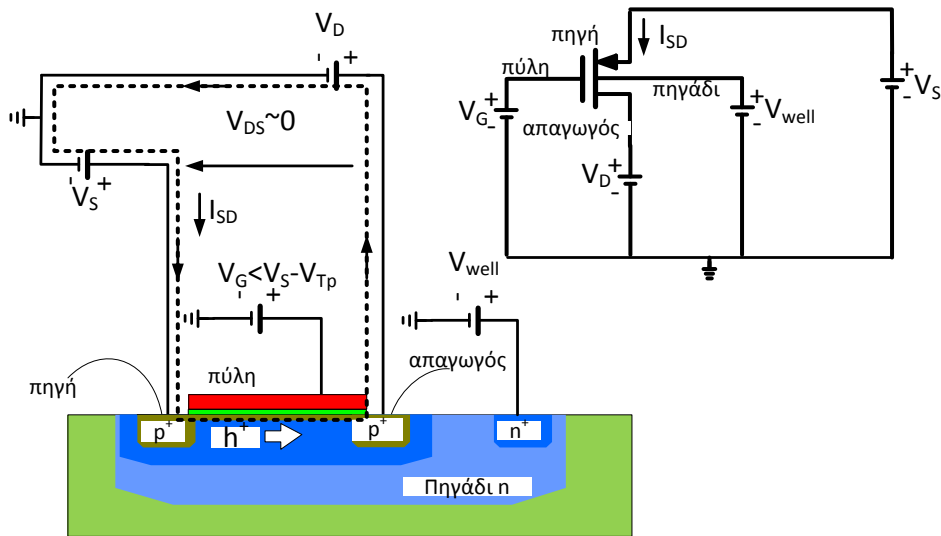 V_D
' +
V_DS~0
' +
V_S
I_SD
V_G<V_S-V_Tp
' +
V_well
' +
πηγή
πύλη
απαγωγός
p⁺
h⁺
p⁺
n⁺
Πηγάδι n
πηγή
I_SD
πύλη
πηγάδι
απαγωγός
V_G
+
-
V_D
+
-
V_well
+
-
V_S
+
-